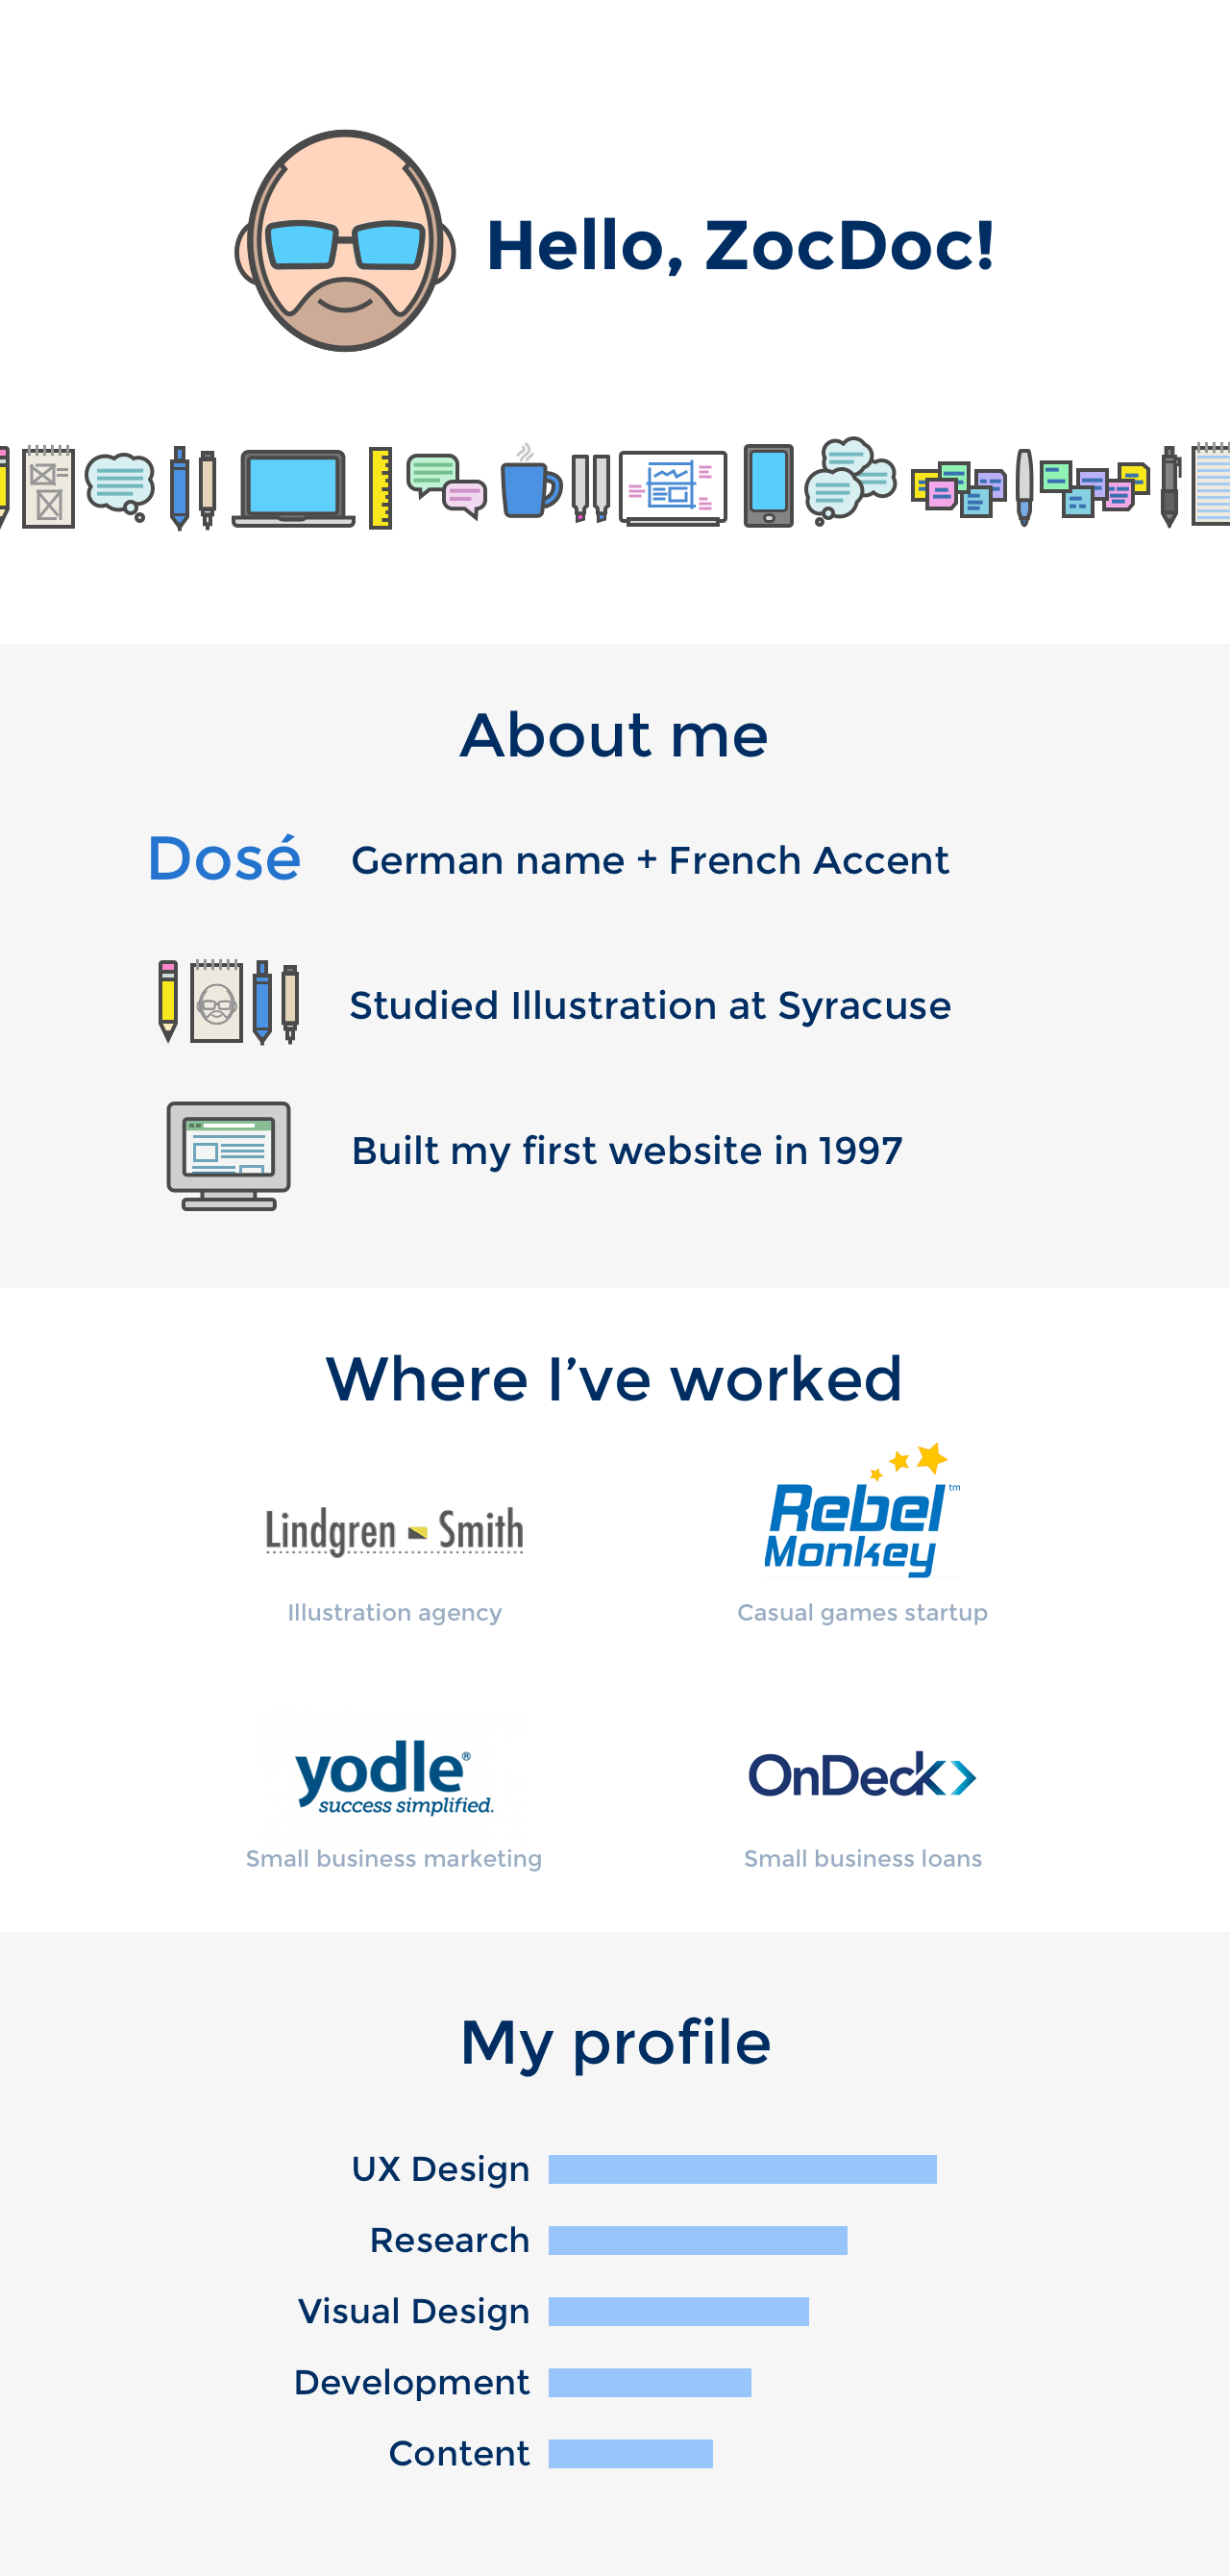 Hello, ZocDoc!
About me
Dosé
German name + French Accent
Studied Illustration at Syracuse
Built my first website in 1997
Where I’ve worked
Lindgren Smith
Rebel
Monkey™
Illustration agency
Casual games startup
yodle®
success simplified.
OnDeck
Small business marketing
Small business loans
My profile
UX Design
Research
Visual Design
Development
Content